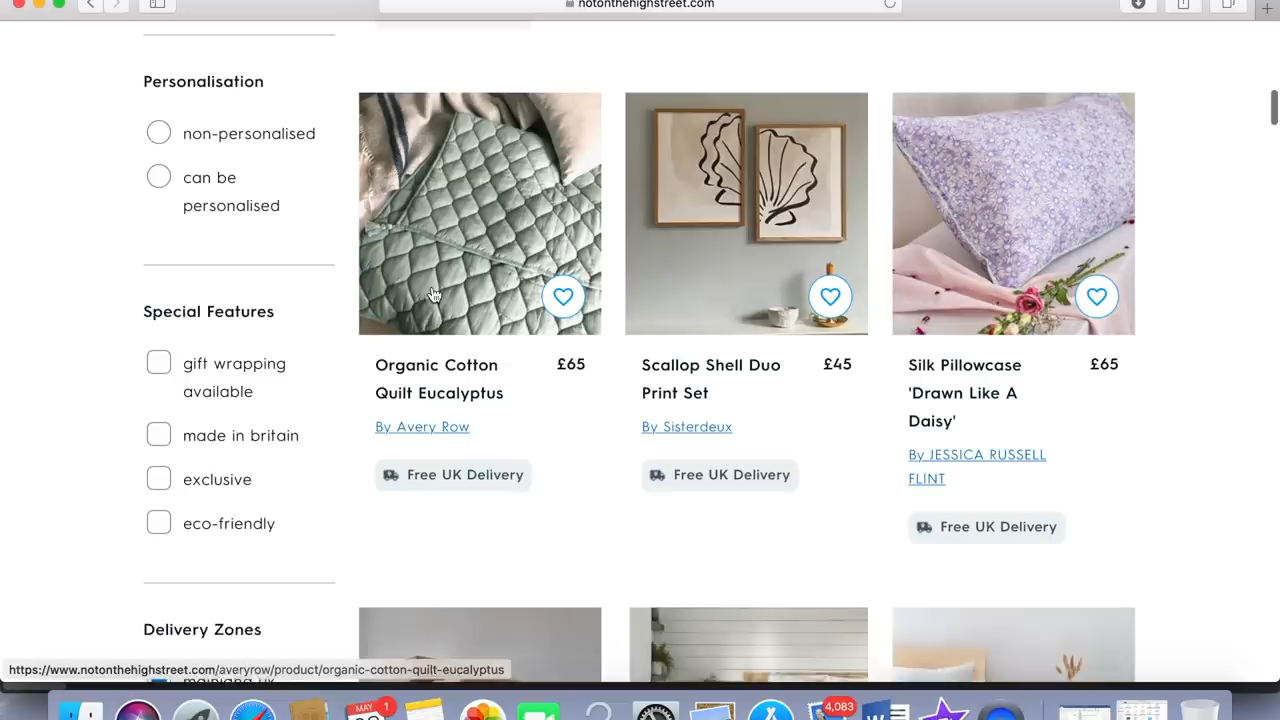 notonthehighstreet.com
Personalisation
non-personalised
can be
personalised
Special Features
gift wrapping
available
made in britain
exclusive
eco-friendly
Delivery Zones
Organic Cotton £65
Quilt Eucalyptus
By Avery Row
Free UK Delivery
Scallop Shell Duo £45
Print Set
By Sisterdeux
Free UK Delivery
Silk Pillowcase £65
'Drawn Like A
Daisy'
By JESSICA RUSSELL
FLINT
Free UK Delivery
https://www.notonthehighstreet.com/averyrow/product/organic-cotton-quilt-eucalyptus
MAY 1
4,083